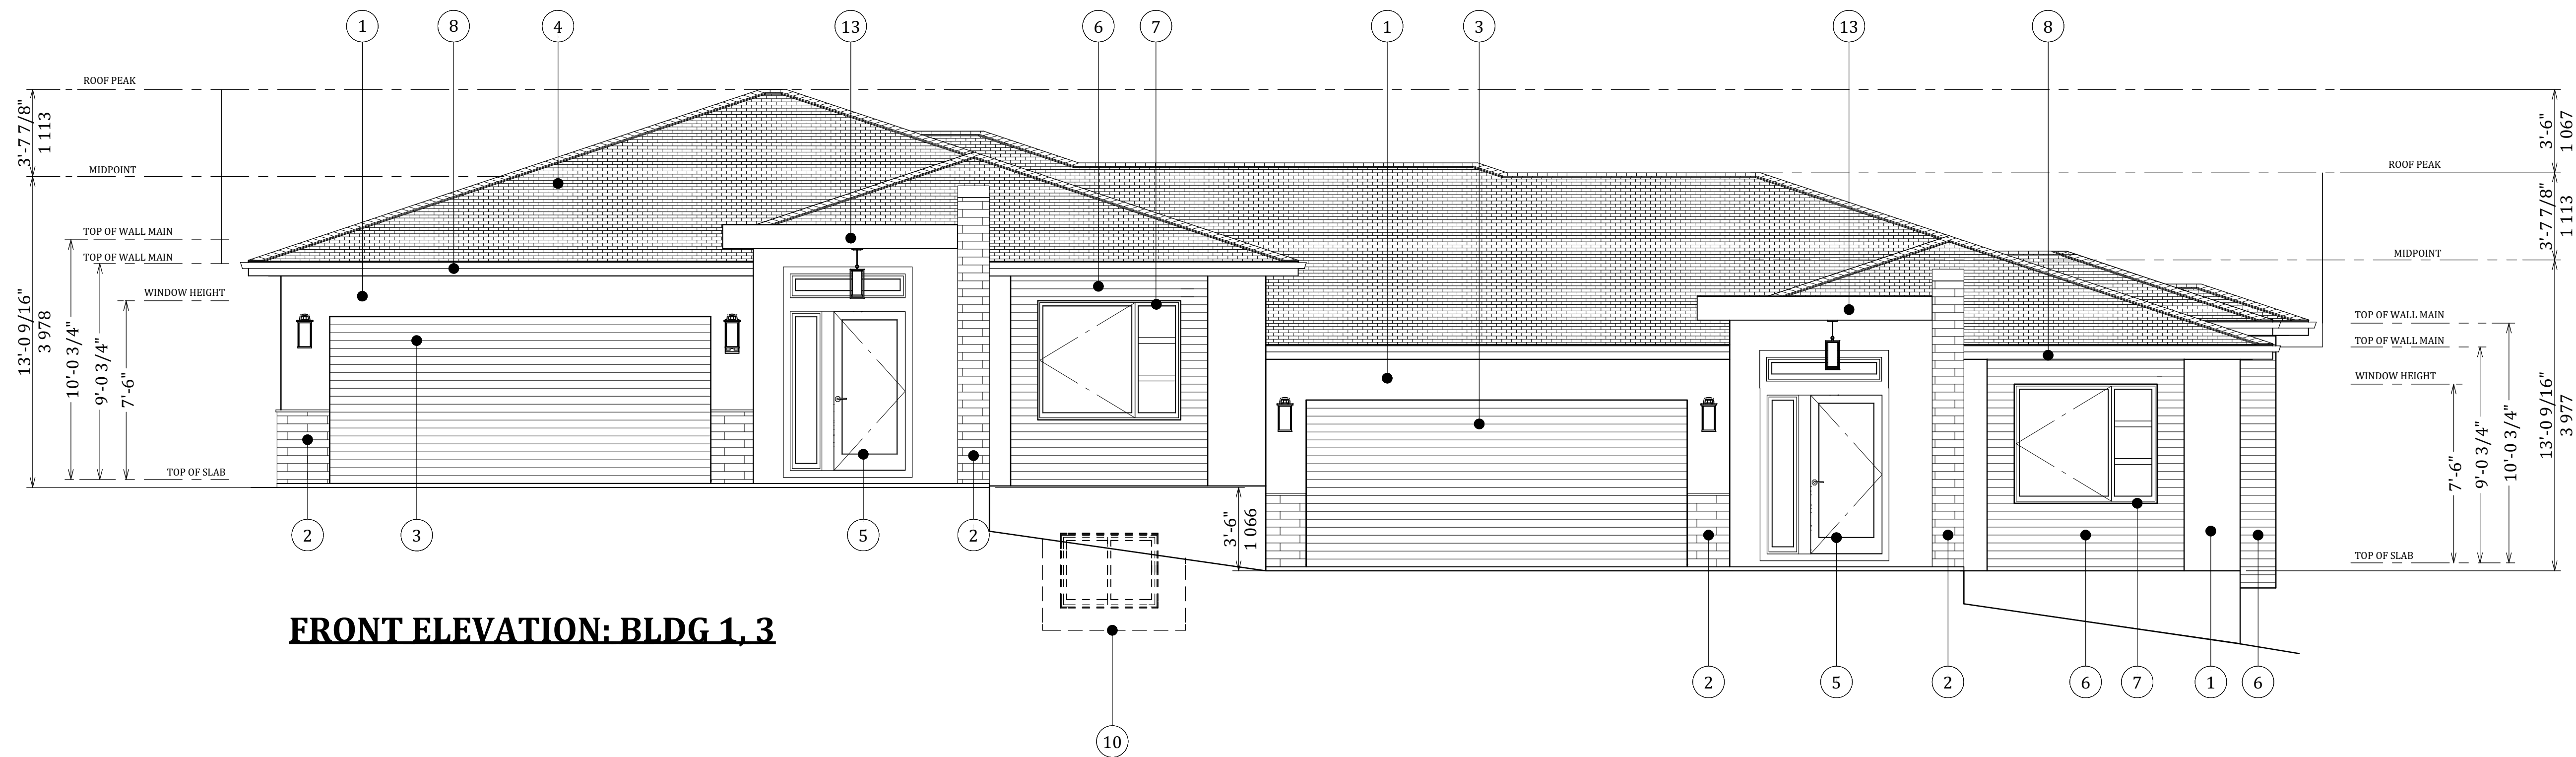 1 8 4 13 6 7 1 3 13 8
ROOF PEAK
3'-7 7/8"
1 113
MIDPOINT
TOP OF WALL MAIN
TOP OF WALL MAIN
WINDOW HEIGHT
13'-0 9/16"
3 978
10'-0 3/4"
9'-0 3/4"
7'-6"
TOP OF SLAB
3'-6"
1 067
ROOF PEAK
3'-7 7/8"
1 113
MIDPOINT
TOP OF WALL MAIN
TOP OF WALL MAIN
WINDOW HEIGHT
7'-6"
9'-0 3/4"
10'-0 3/4"
13'-0 9/16"
3 977
TOP OF SLAB
3'-6"
1 066
2 3 5 2
FRONT ELEVATION: BLDG 1, 3
2 5 2 6 7 1 6
10